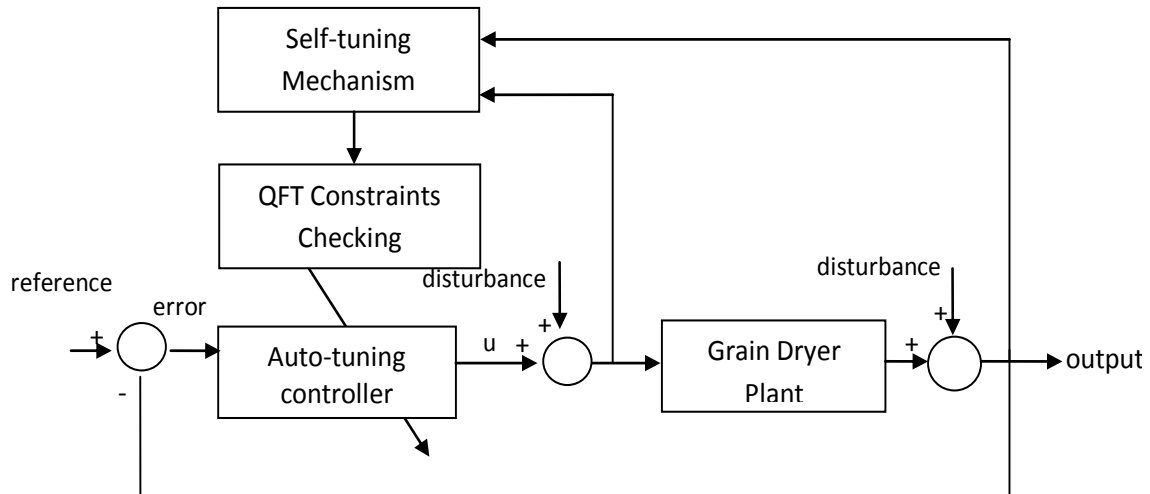 Self-tuning
Mechanism
QFT Constraints
Checking
disturbance
disturbance
reference
error
+
+
+
-
Auto-tuning
controller
u
+
Grain Dryer
Plant
+
output